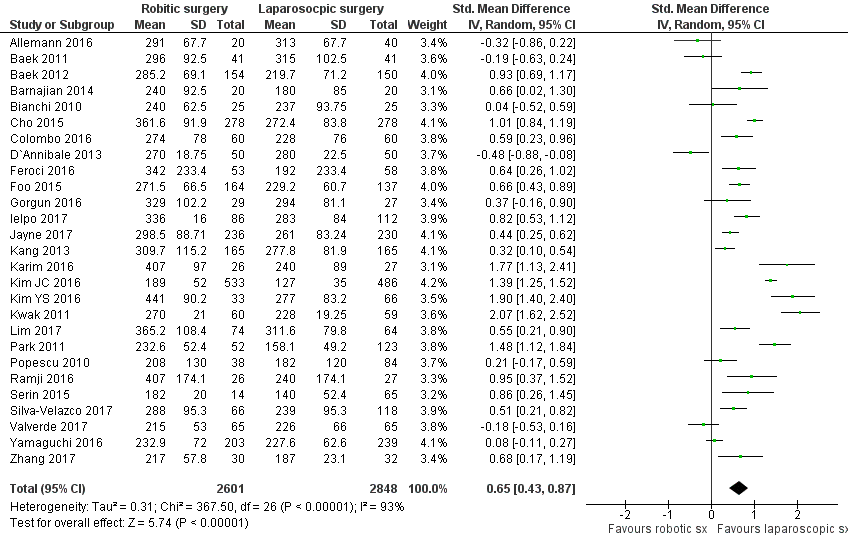 Robitic surgery Laparosocpic surgery Std. Mean Difference Std. Mean Difference
Study or Subgroup Mean SD Total Mean SD Total Weight IV, Random, 95% CI IV, Random, 95% CI
Allemann 2016 291 67.7 20 313 67.7 40 3.4% -0.32 [-0.86, 0.22]
Baek 2011 296 92.5 41 315 102.5 41 3.7% -0.19 [-0.63, 0.24]
Baek 2012 285.2 69.1 154 219.7 71.2 150 4.0% 0.93 [0.69, 1.17]
Barnajian 2014 240 92.5 20 180 85 20 3.2% 0.66 [0.02, 1.30]
Bianchi 2010 240 62.5 25 237 93.75 25 3.4% 0.04 [-0.52, 0.59]
Cho 2015 361.6 91.9 278 272.4 83.8 278 4.1% 1.01 [0.84, 1.19]
Colombo 2016 274 78 60 228 76 60 3.8% 0.59 [0.23, 0.96]
D`Annibale 2013 270 18.75 50 280 22.5 50 3.7% -0.48 [-0.88, -0.08]
Feroci 2016 342 233.4 53 192 233.4 58 3.8% 0.64 [0.26, 1.02]
Foo 2015 271.5 66.5 164 229.2 60.7 137 4.0% 0.66 [0.43, 0.89]
Gorgun 2016 329 102.2 29 294 81.1 27 3.4% 0.37 [-0.16, 0.90]
Ielpo 2017 336 16 86 283 84 112 3.9% 0.82 [0.53, 1.12]
Jayne 2017 298.5 88.71 236 261 83.24 230 4.1% 0.44 [0.25, 0.62]
Kang 2013 309.7 115.2 165 277.8 81.9 165 4.0% 0.32 [0.10, 0.54]
Karim 2016 407 97 26 240 89 27 3.2% 1.77 [1.13, 2.41]
Kim JC 2016 189 52 533 127 35 486 4.1% 1.39 [1.25, 1.52]
Kim YS 2016 441 90.2 33 277 83.2 66 3.6% 1.90 [1.40, 2.40]
Kwak 2011 270 21 60 228 19.25 59 3.6% 2.07 [1.62, 2.52]
Lim 2017 365.2 108.4 74 311.6 79.8 64 3.8% 0.55 [0.21, 0.90]
Park 2011 232.6 52.4 52 158.1 49.2 123 3.8% 1.48 [1.12, 1.84]
Popescu 2010 208 130 38 182 120 84 3.8% 0.21 [-0.17, 0.59]
Ramji 2016 407 174.1 26 240 174.1 27 3.3% 0.95 [0.37, 1.52]
Serin 2015 182 20 14 140 52.4 65 3.3% 0.86 [0.26, 1.45]
Silva-Velazco 2017 288 95.3 66 239 95.3 118 3.9% 0.51 [0.21, 0.82]
Valverde 2017 215 53 65 226 66 65 3.8% -0.18 [-0.53, 0.16]
Yamaguchi 2016 232.9 72 203 227.6 62.6 239 4.0% 0.08 [-0.11, 0.27]
Zhang 2017 217 57.8 30 187 23.1 32 3.5% 0.68 [0.17, 1.19]
Total (95% CI) 2601 2848 100.0% 0.65 [0.43, 0.87]
Heterogeneity: Tau² = 0.31; Chi² = 367.50, df = 26 (P < 0.00001); I² = 93%
Test for overall effect: Z = 5.74 (P < 0.00001)
-2 -1 0 1 2
Favours robotic sx Favours laparoscopic sx